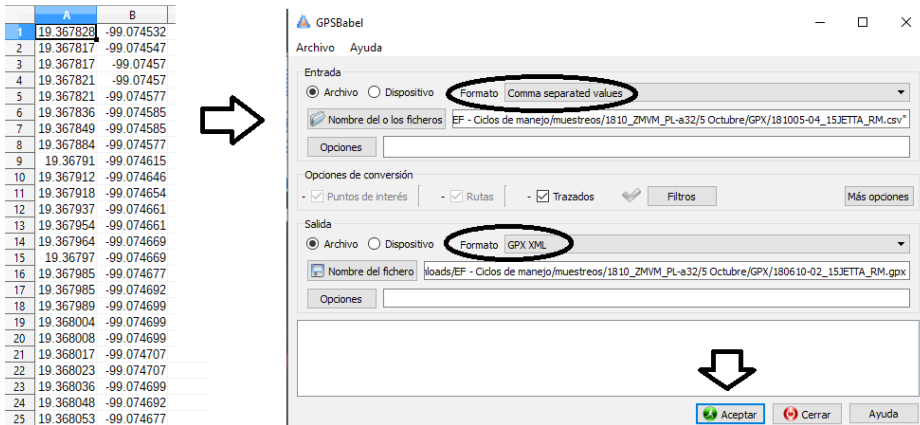 A B
1 19.367828 -99.074532
2 19.367817 -99.074547
3 19.367817 -99.07457
4 19.367821 -99.07457
5 19.367821 -99.074577
6 19.367836 -99.074585
7 19.367849 -99.074585
8 19.367884 -99.074577
9 19.36791 -99.074615
10 19.367912 -99.074646
11 19.367918 -99.074654
12 19.367937 -99.074661
13 19.367954 -99.074661
14 19.367964 -99.074669
15 19.36797 -99.074669
16 19.367985 -99.074677
17 19.367985 -99.074692
18 19.367989 -99.074699
19 19.368004 -99.074699
20 19.368008 -99.074699
21 19.368017 -99.074707
22 19.368023 -99.074707
23 19.368036 -99.074699
24 19.368048 -99.074692
25 19.368053 -99.074677
GPSBabel
Archivo Ayuda
Entrada
Archivo Dispositivo Formato Comma separated values
Nombre del o los ficheros EF - Ciclos de manejo/muestreos/1810_ZMVM_PL-a32/5 Octubre/GPX/181005-04_15JETTA_RM.csv"
Opciones
Opciones de conversión
- Puntos de interés - Rutas - Trazados Filtros Más opciones
Salida
Archivo Dispositivo Formato GPX XML
Nombre del fichero nloads/EF - Ciclos de manejo/muestreos/1810_ZMVM_PL-a32/5 Octubre/GPX/180610-02_15JETTA_RM.gpx
Opciones
Aceptar Cerrar Ayuda